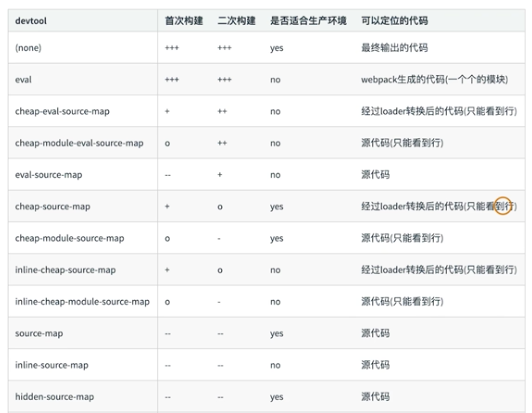 devtool 首次构建 二次构建 是否适合生产环境 可以定位的代码
(none) +++ +++ yes 最终输出的代码
eval +++ +++ no webpack生成的代码(一个个的模块)
cheap-eval-source-map + ++ no 经过loader转换后的代码(只能看到行)
cheap-module-eval-source-map o ++ no 源代码(只能看到行)
eval-source-map -- + no 源代码
cheap-source-map + o yes 经过loader转换后的代码(只能看到行)
cheap-module-source-map o - yes 源代码(只能看到行)
inline-cheap-source-map + o no 经过loader转换后的代码(只能看到行)
inline-cheap-module-source-map o - no 源代码(只能看到行)
source-map -- -- yes 源代码
inline-source-map -- -- no 源代码
hidden-source-map -- -- yes 源代码